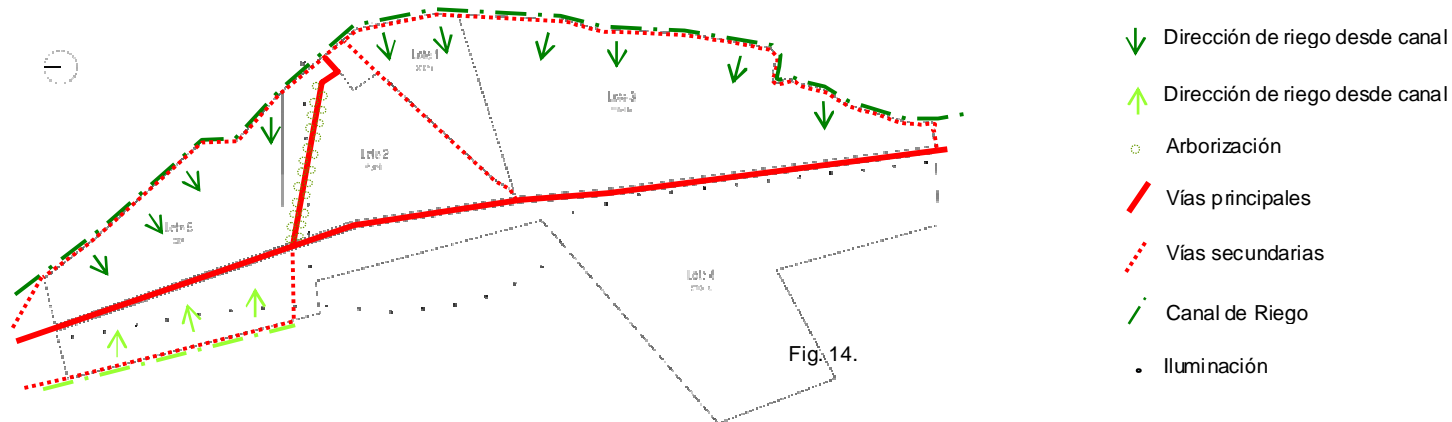 Lote 1
Lote 3
Lote 2
Lote 5
Lote 4
Fig. 14.
Dirección de riego desde canal
Dirección de riego desde canal
Arborización
Vías principales
Vías secundarias
Canal de Riego
Iluminación